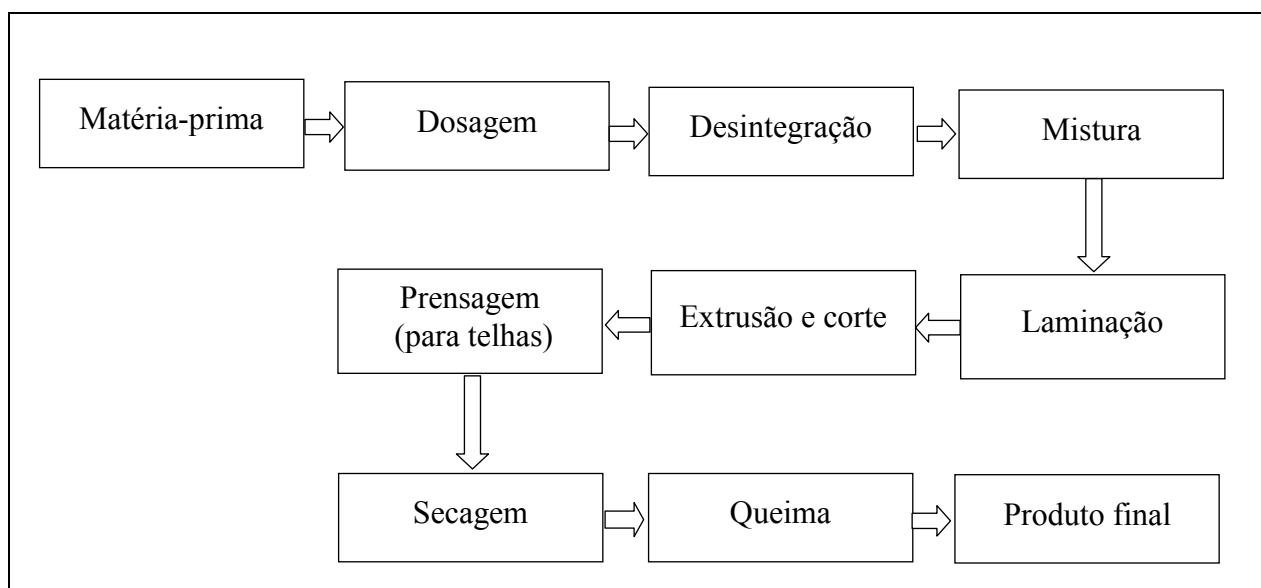 Matéria-prima
Dosagem
Desintegração
Mistura
Laminação
Extrusão e corte
Prensagem
(para telhas)
Secagem
Queima
Produto final